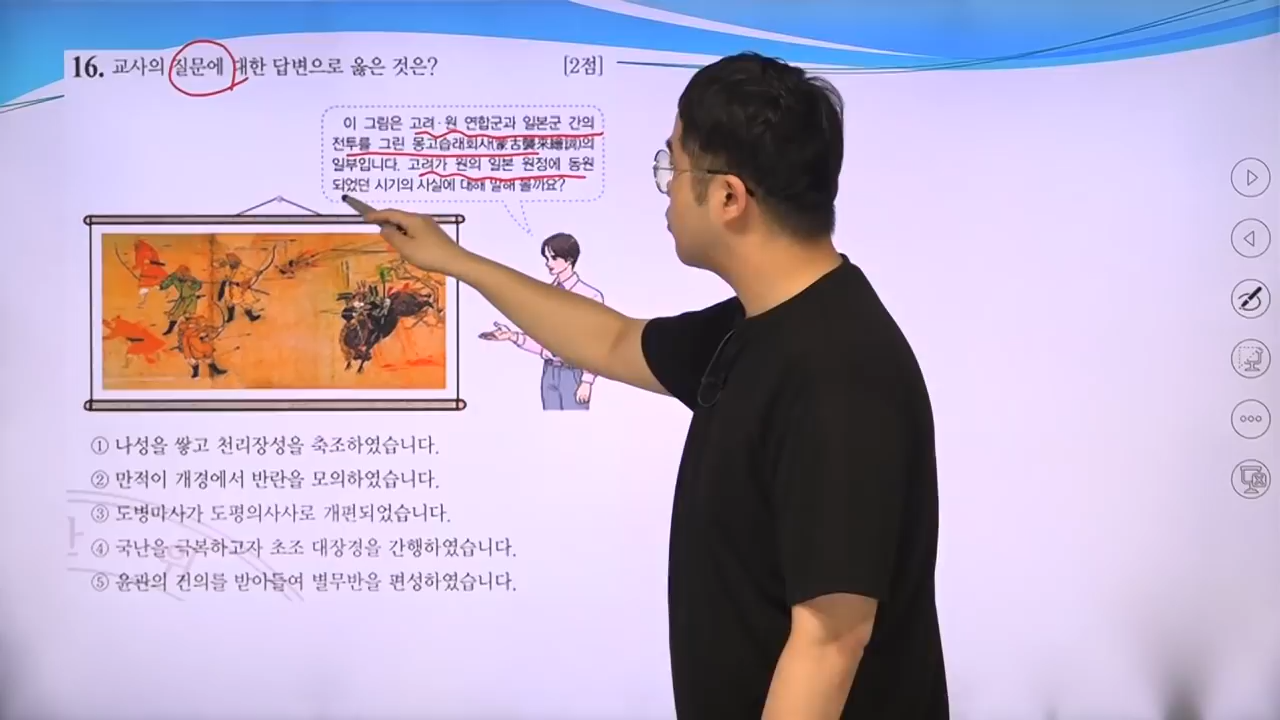 16. 교사의 질문에 대한 답변으로 옳은 것은? [2점]
이 그림은 고려·원 연합군과 일본군 간의
전투를 그린 몽고습래회사(蒙古襲來繪詞)의
일부입니다. 고려가 원의 일본 원정에 동원
되었던 시기의 사실에 대해 말해 볼까요?
① 나성을 쌓고 천리장성을 축조하였습니다.
② 만적이 개경에서 반란을 모의하였습니다.
③ 도병마사가 도평의사사로 개편되었습니다.
④ 국난을 극복하고자 초조 대장경을 간행하였습니다.
⑤ 윤관의 건의를 받아들여 별무반을 편성하였습니다.